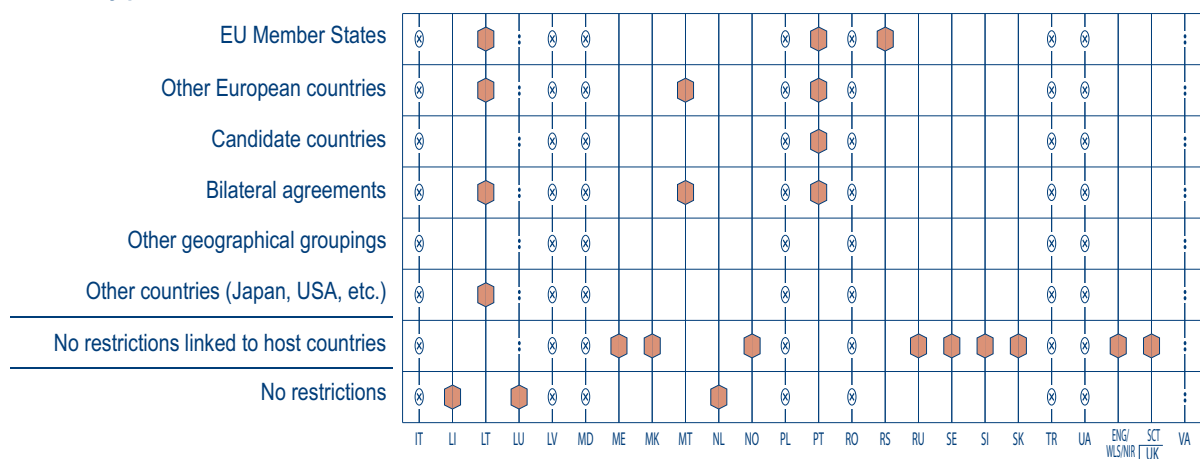 EU Member States
Other European countries
Candidate countries
Bilateral agreements
Other geographical groupings
Other countries (Japan, USA, etc.)
No restrictions linked to host countries
No restrictions
IT LI LT LU LV MD ME MK MT NL NO PL PT RO RS RU SE SI SK TR UA ENG/ SCT VA
WLS/NIR UK